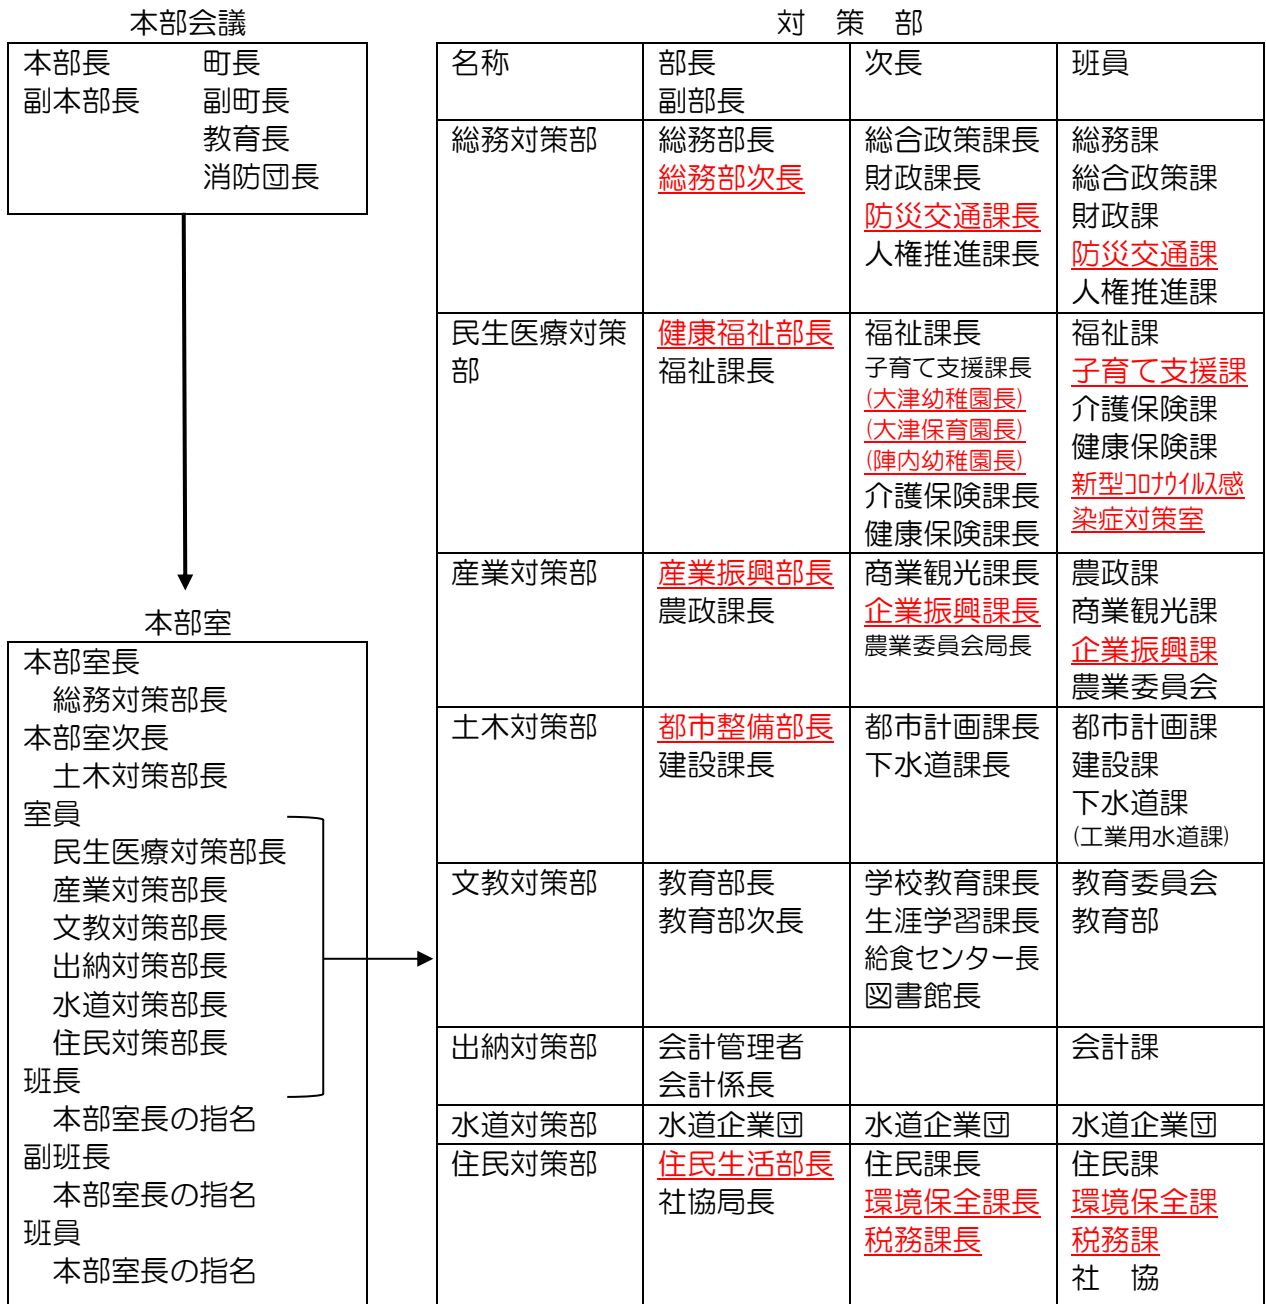 本部会議
本部長　町長
副本部長　副町長
教育長
消防団長
本部室
本部室長
総務対策部長
本部室次長
土木対策部長
室員
民生医療対策部長
産業対策部長
文教対策部長
出納対策部長
水道対策部長
住民対策部長
班長
本部室長の指名
副班長
本部室長の指名
班員
本部室長の指名
対　策　部
名称
部長
副部長
次長
班員
総務対策部
総務部長
総務部次長
総合政策課長
財政課長
防災交通課長
人権推進課長
総務課
総合政策課
財政課
防災交通課
人権推進課
民生医療対策
部
健康福祉部長
福祉課長
福祉課長
子育て支援課長
(大津幼稚園長)
(大津保育園長)
(陣内幼稚園長)
介護保険課長
健康保険課長
福祉課
子育て支援課
介護保険課
健康保険課
新型ｺﾛﾅｳｲﾙｽ感
染症対策室
産業対策部
産業振興部長
農政課長
商業観光課長
企業振興課長
農業委員会局長
農政課
商業観光課
企業振興課
農業委員会
土木対策部
都市整備部長
建設課長
都市計画課長
下水道課長
都市計画課
建設課
下水道課
(工業用水道課)
文教対策部
教育部長
教育部次長
学校教育課長
生涯学習課長
給食センター長
図書館長
教育委員会
教育部
出納対策部
会計管理者
会計係長
会計課
水道対策部
水道企業団
水道企業団
水道企業団
住民対策部
住民生活部長
社協局長
住民課長
環境保全課長
税務課長
住民課
環境保全課
税務課
社　協